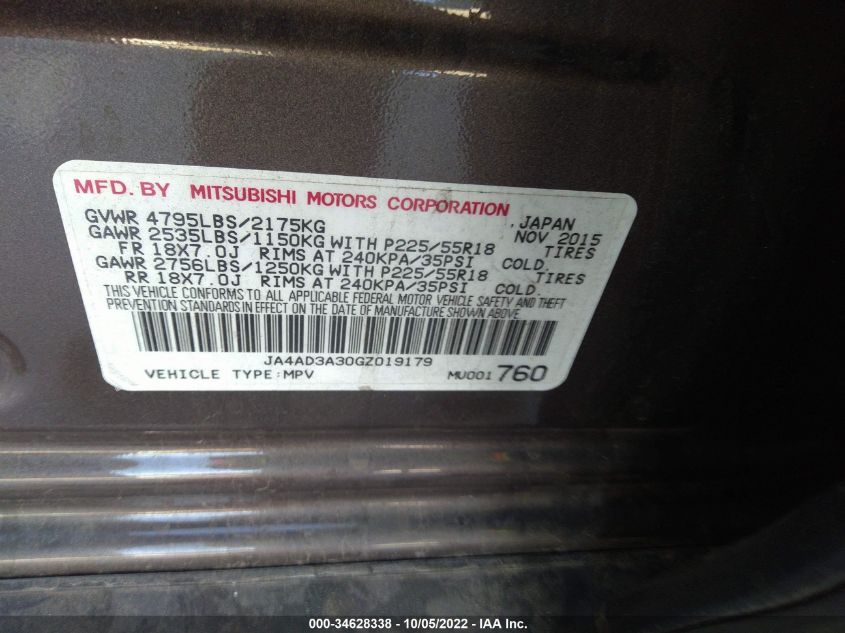 MFD. BY MITSUBISHI MOTORS CORPORATION JAPAN
GVWR 4795LBS/2175KG NOV 2015
GAWR 2535LBS/1150KG WITH P225/55R18 TIRES
FR 18X7.0J RIMS AT 240KPA/35PSI COLD
GAWR 2756LBS/1250KG WITH P225/55R18 TIRES
RR 18X7.0J RIMS AT 240KPA/35PSI COLD
THIS VEHICLE CONFORMS TO ALL APPLICABLE FEDERAL MOTOR VEHICLE SAFETY AND THEFT
PREVENTION STANDARDS IN EFFECT ON THE DATE OF MANUFACTURE SHOWN ABOVE.
JA4AD3A30GZ019179
VEHICLE TYPE:MPV MU001 760
000-34628338 - 10/05/2022 - IAA Inc.